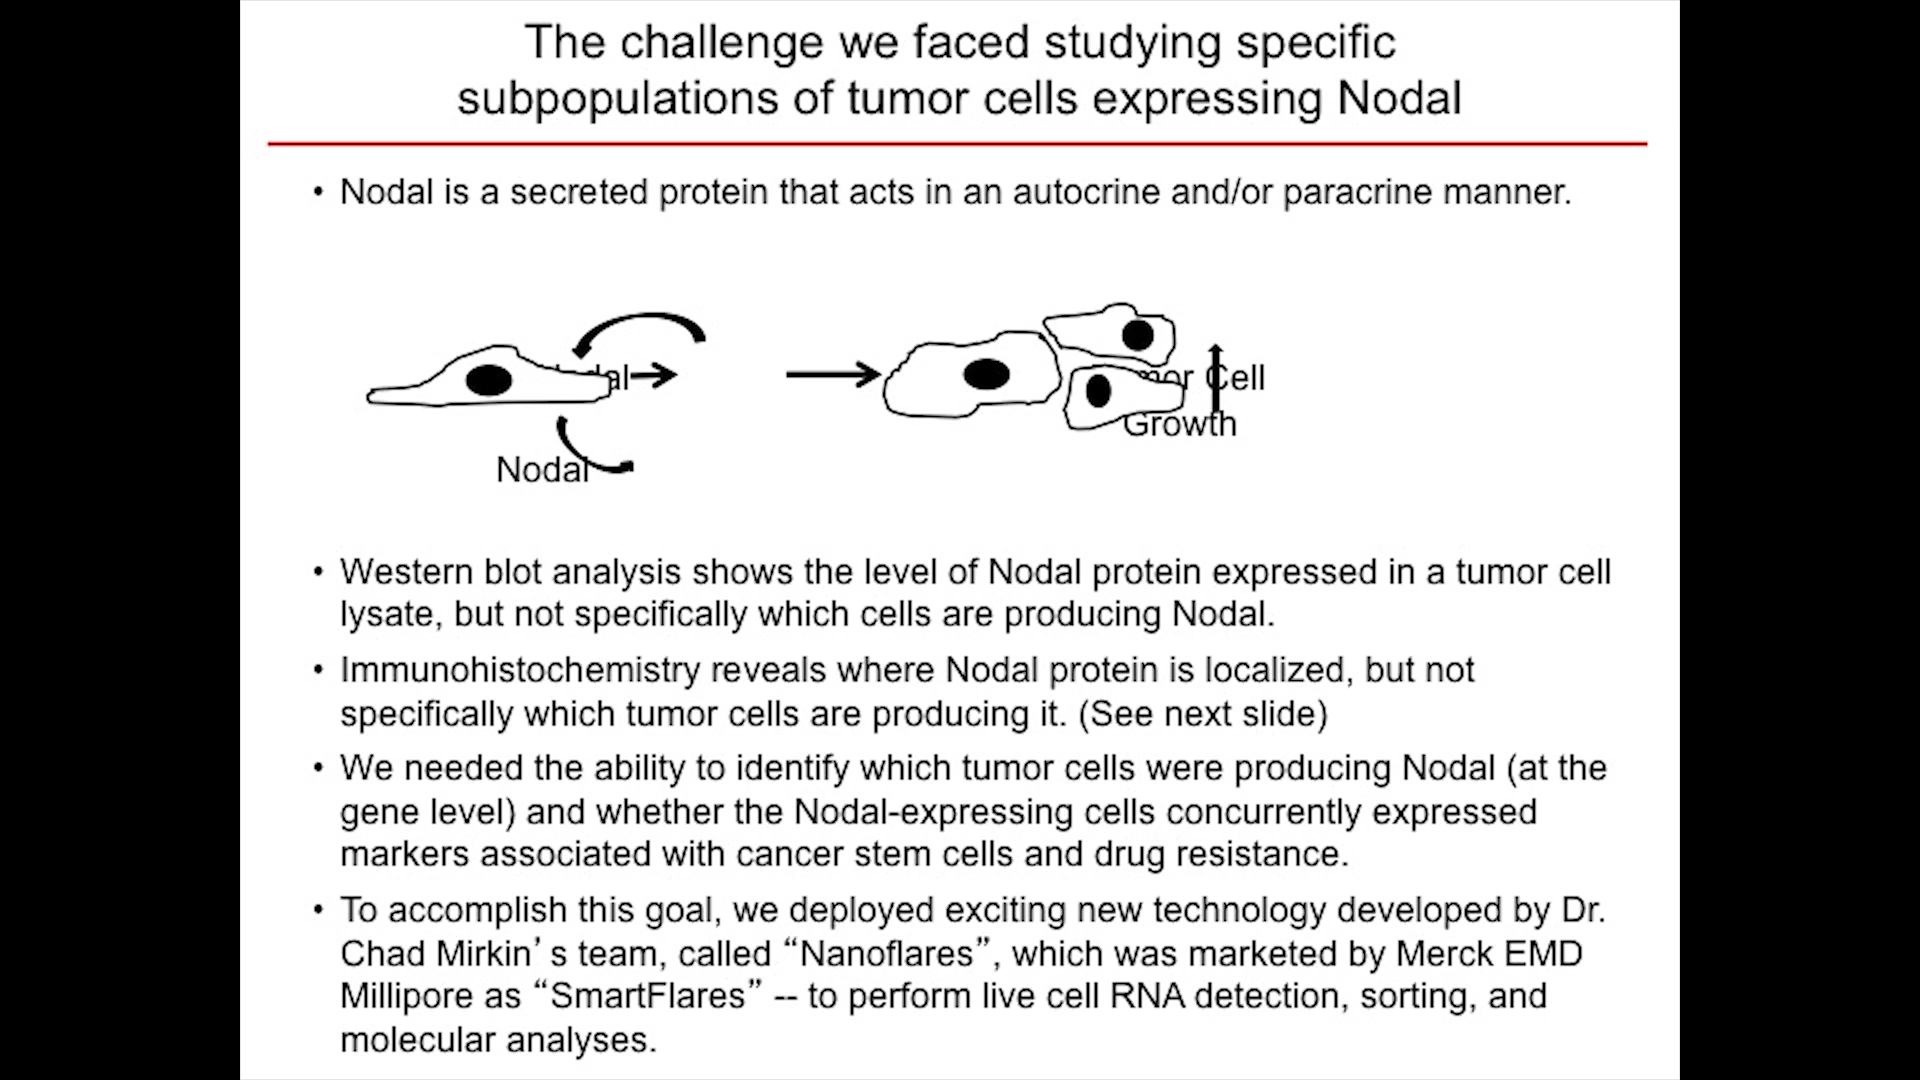 The challenge we faced studying specific
subpopulations of tumor cells expressing Nodal
• Nodal is a secreted protein that acts in an autocrine and/or paracrine manner.
Cell
Growth
Nodal
• Western blot analysis shows the level of Nodal protein expressed in a tumor cell
lysate, but not specifically which cells are producing Nodal.
• Immunohistochemistry reveals where Nodal protein is localized, but not
specifically which tumor cells are producing it. (See next slide)
• We needed the ability to identify which tumor cells were producing Nodal (at the
gene level) and whether the Nodal-expressing cells concurrently expressed
markers associated with cancer stem cells and drug resistance.
• To accomplish this goal, we deployed exciting new technology developed by Dr.
Chad Mirkin’s team, called “Nanoflares”, which was marketed by Merck EMD
Millipore as “SmartFlares” -- to perform live cell RNA detection, sorting, and
molecular analyses.